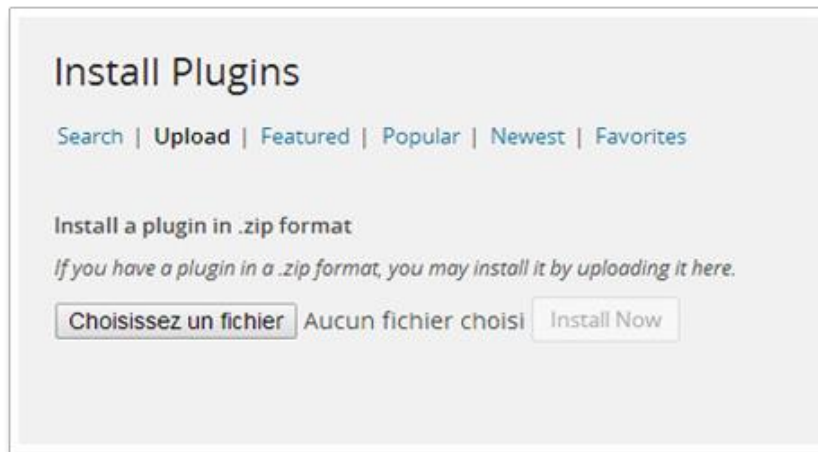 Install Plugins
Search | Upload | Featured | Popular | Newest | Favorites
Install a plugin in .zip format
If you have a plugin in a .zip format, you may install it by uploading it here.
Choisissez un fichier Aucun fichier choisi Install Now